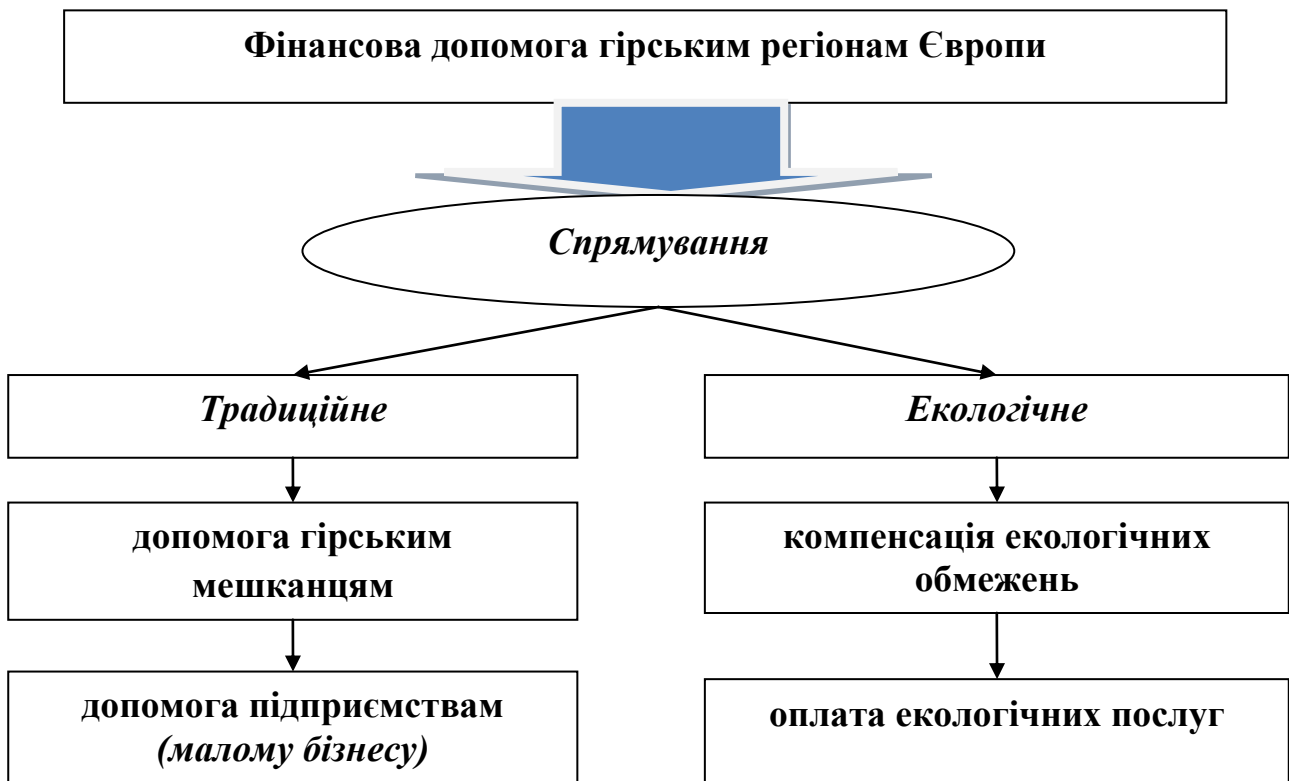 Фінансова допомога гірським регіонам Європи
Спрямування
Традиційне
Екологічне
допомога гірським
мешканцям
компенсація екологічних
обмежень
допомога підприємствам
(малому бізнесу)
оплата екологічних послуг